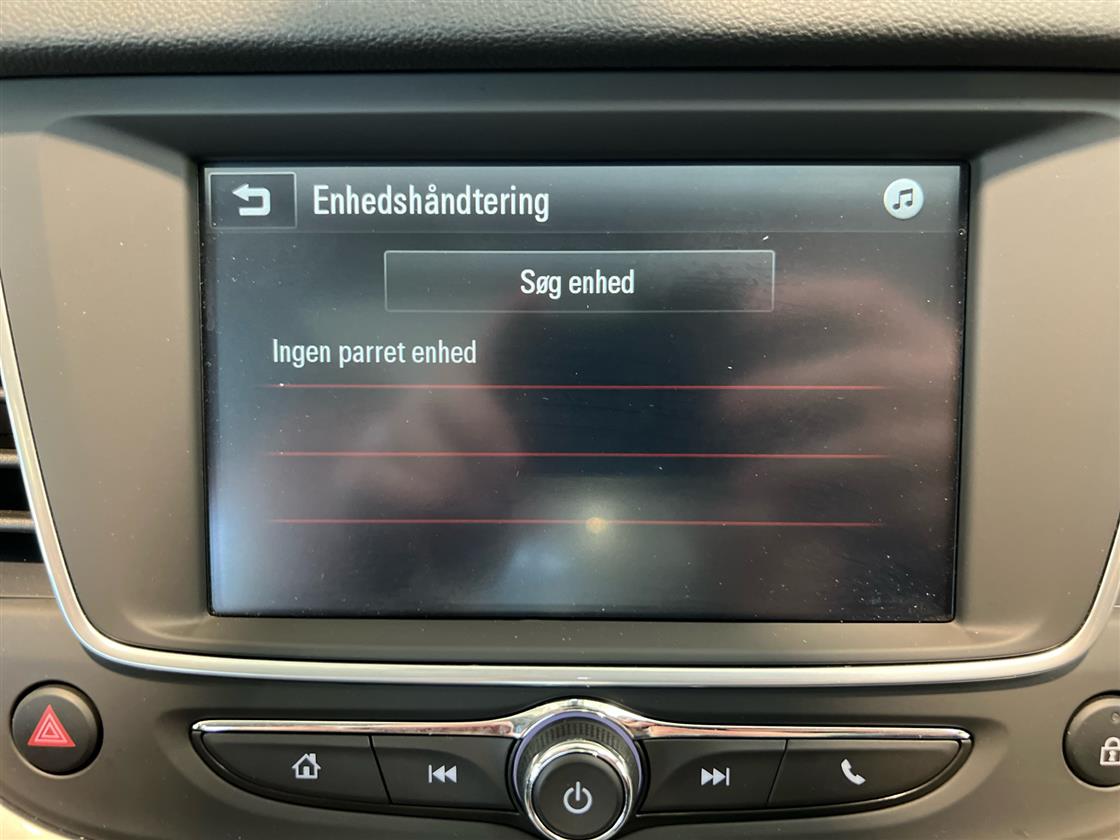 Enhedshåndtering
Søg enhed
Ingen parret enhed